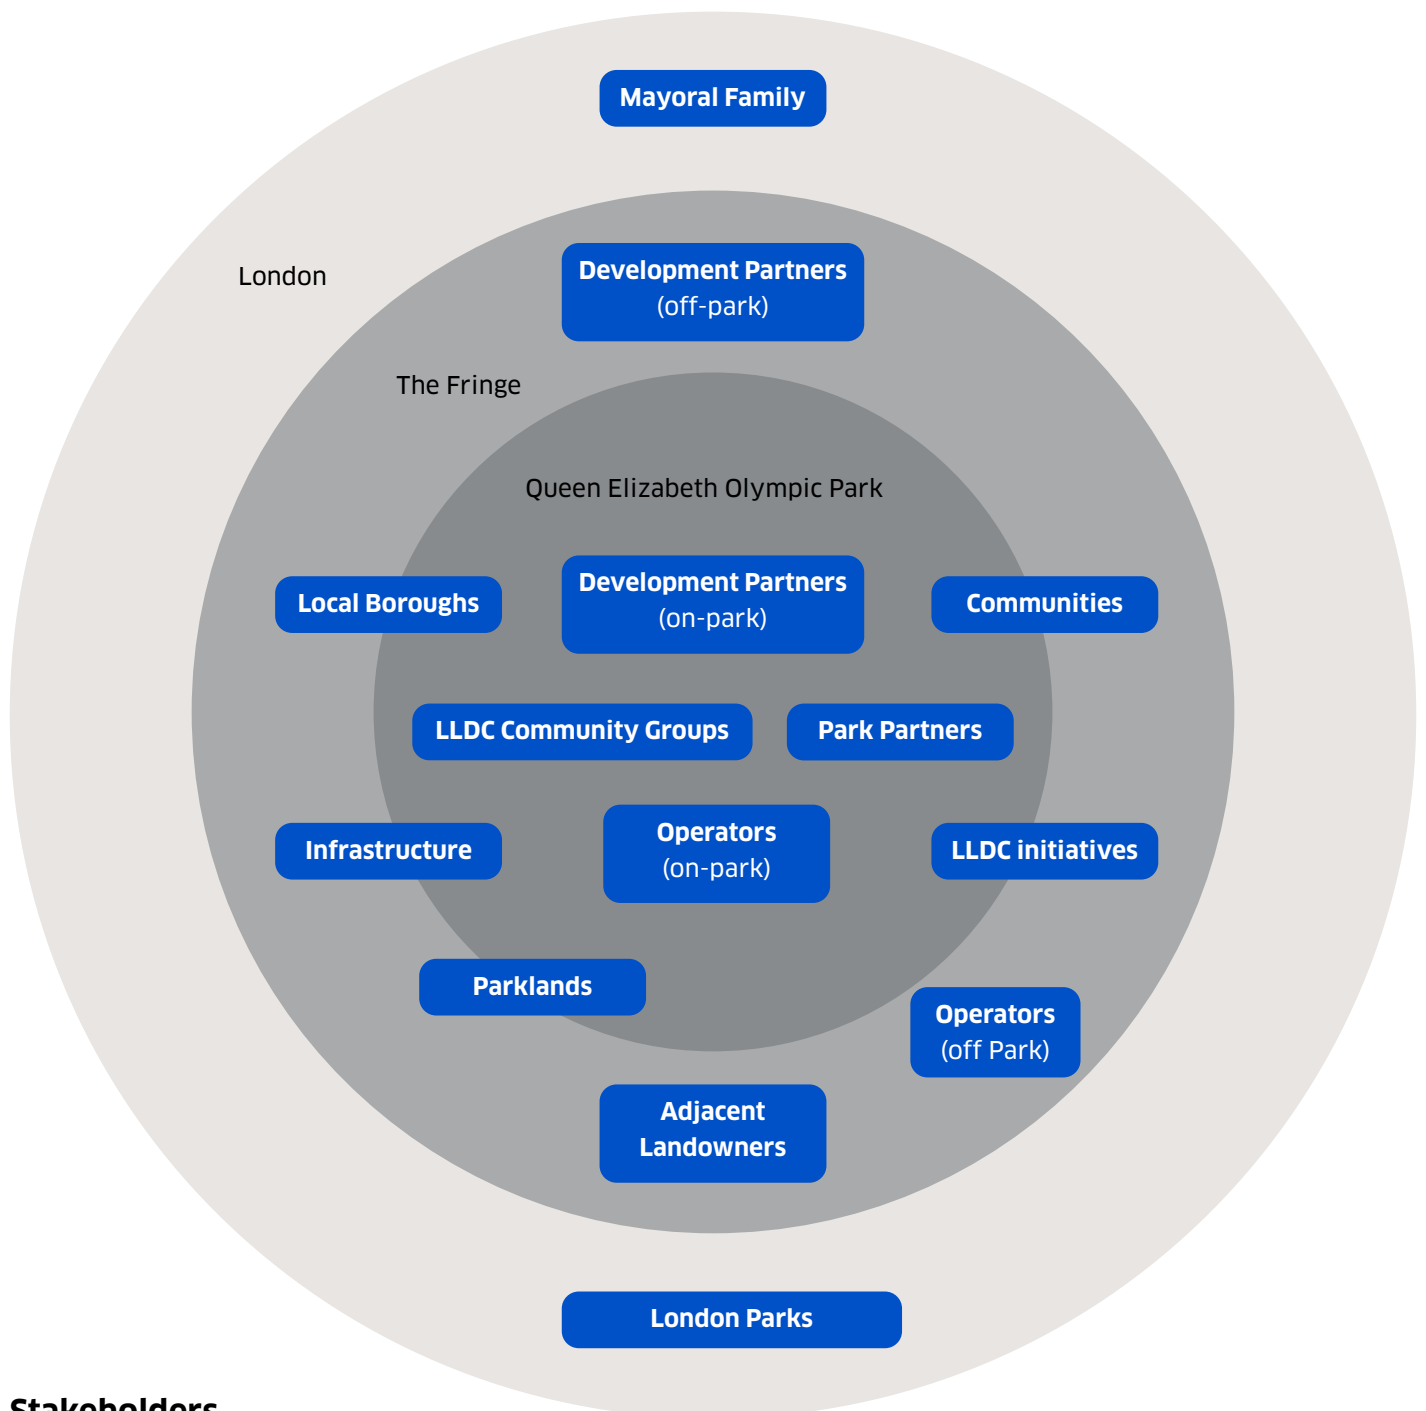 Mayoral Family
London
Development Partners
(off-park)
The Fringe
Queen Elizabeth Olympic Park
Local Boroughs
Development Partners
(on-park)
Communities
LLDC Community Groups
Park Partners
Infrastructure
Operators
(on-park)
LLDC initiatives
Parklands
Operators
(off Park)
Adjacent
Landowners
London Parks
Stakeholders